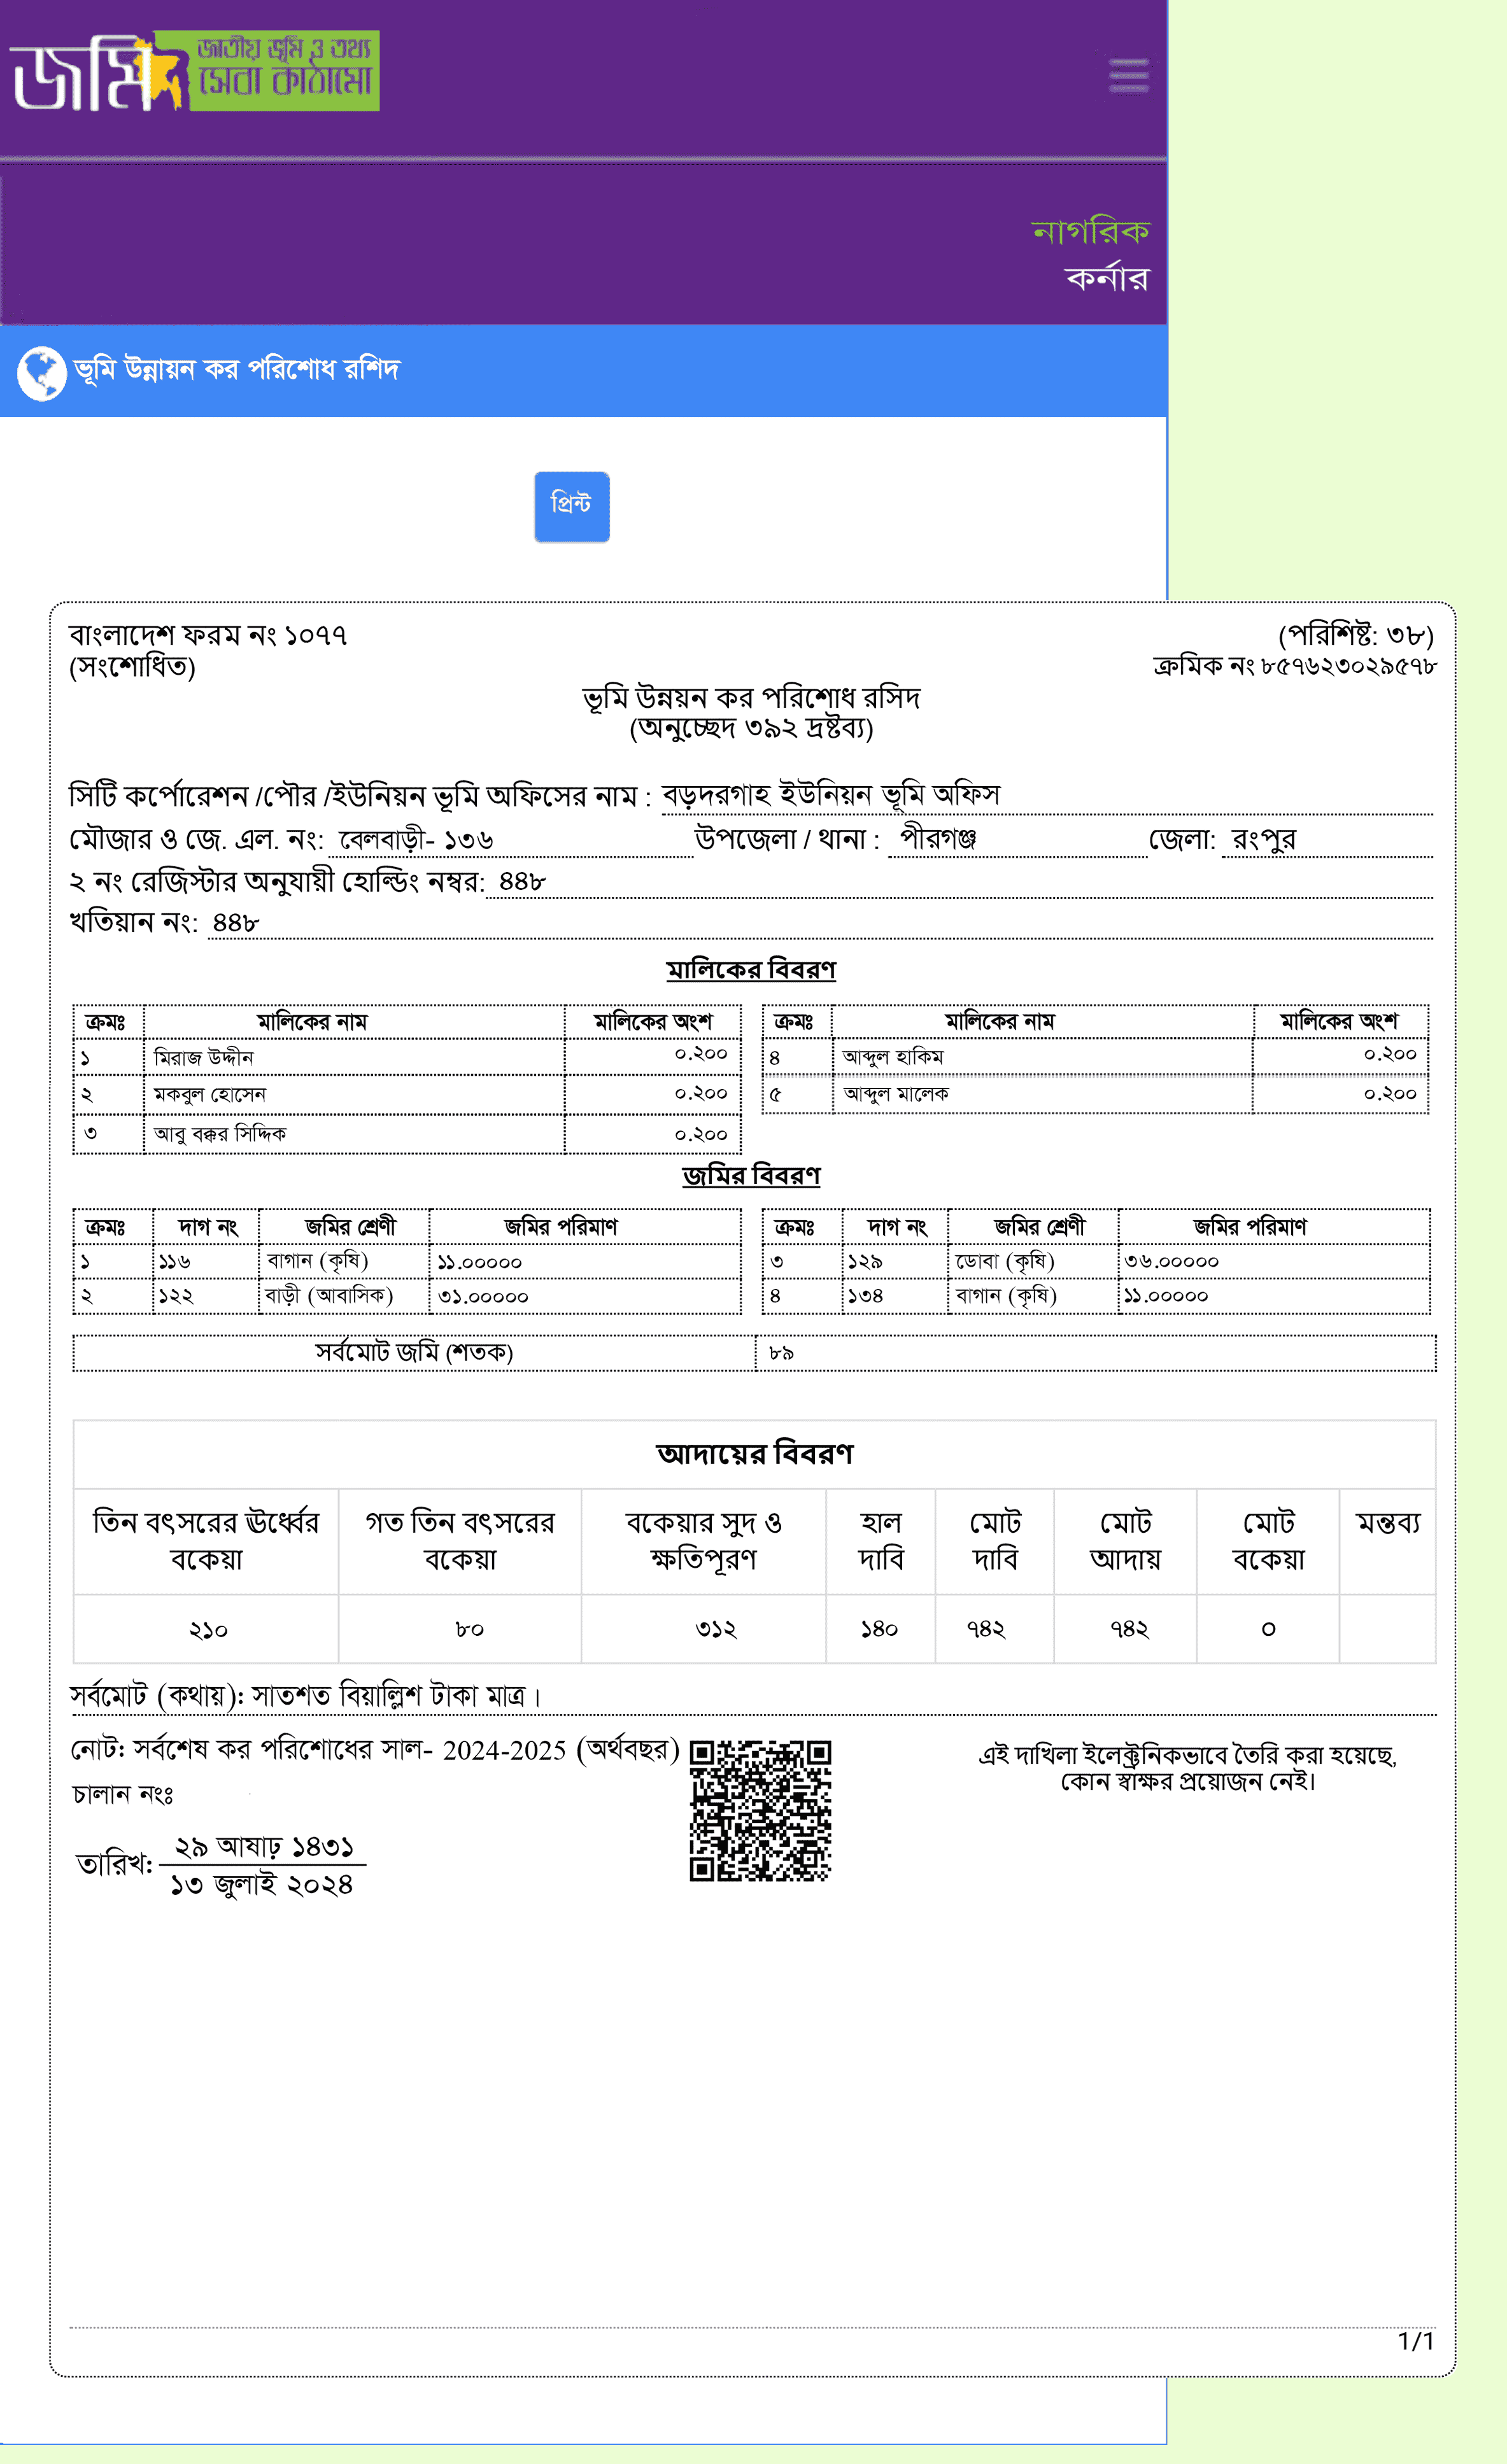 জমি
জাতীয় ভূমি ও তথ্য
সেবা কাঠামো
নাগরিক
কর্নার
ভূমি উন্নায়ন কর পরিশোধ রশিদ
প্রিন্ট
বাংলাদেশ ফরম নং ১০৭৭ (পরিশিষ্ট: ৩৮)
(সংশোধিত) ক্রমিক নং ৮৫৭৬২৩০২৯৫৭৮
ভূমি উন্নয়ন কর পরিশোধ রসিদ
(অনুচ্ছেদ ৩৯২ দ্রষ্টব্য)
সিটি কর্পোরেশন /পৌর /ইউনিয়ন ভূমি অফিসের নাম : বড়দরগাহ ইউনিয়ন ভূমি অফিস
মৌজার ও জে. এল. নং: বেলবাড়ী- ১৩৬ উপজেলা / থানা : পীরগঞ্জ জেলা: রংপুর
২ নং রেজিস্টার অনুযায়ী হোল্ডিং নম্বর: ৪৪৮
খতিয়ান নং: ৪৪৮
মালিকের বিবরণ
ক্রমঃ মালিকের নাম মালিকের অংশ ক্রমঃ মালিকের নাম মালিকের অংশ
১ মিরাজ উদ্দীন ০.২০০ ৪ আব্দুল হাকিম ০.২০০
২ মকবুল হোসেন ০.২০০ ৫ আব্দুল মালেক ০.২০০
৩ আবু বক্কর সিদ্দিক ০.২০০
জমির বিবরণ
ক্রমঃ দাগ নং জমির শ্রেণী জমির পরিমাণ ক্রমঃ দাগ নং জমির শ্রেণী জমির পরিমাণ
১ ১১৬ বাগান (কৃষি) ১১.০০০০০ ৩ ১২৯ ডোবা (কৃষি) ৩৬.০০০০০
২ ১২২ বাড়ী (আবাসিক) ৩১.০০০০০ ৪ ১৩৪ বাগান (কৃষি) ১১.০০০০০
সর্বমোট জমি (শতক) ৮৯
আদায়ের বিবরণ
তিন বৎসরের ঊর্ধ্বের গত তিন বৎসরের বকেয়ার সুদ ও হাল মোট মোট মোট মন্তব্য
বকেয়া বকেয়া ক্ষতিপূরণ দাবি দাবি আদায় বকেয়া
২১০ ৮০ ৩১২ ১৪০ ৭৪২ ৭৪২ ০
সর্বমোট (কথায়): সাতশত বিয়াল্লিশ টাকা মাত্র।
নোট: সর্বশেষ কর পরিশোধের সাল- 2024-2025 (অর্থবছর) এই দাখিলা ইলেক্ট্রনিকভাবে তৈরি করা হয়েছে,
কোন স্বাক্ষর প্রয়োজন নেই।
চালান নংঃ
২৯ আষাঢ় ১৪৩১
তারিখ:
১৩ জুলাই ২০২৪
1/1